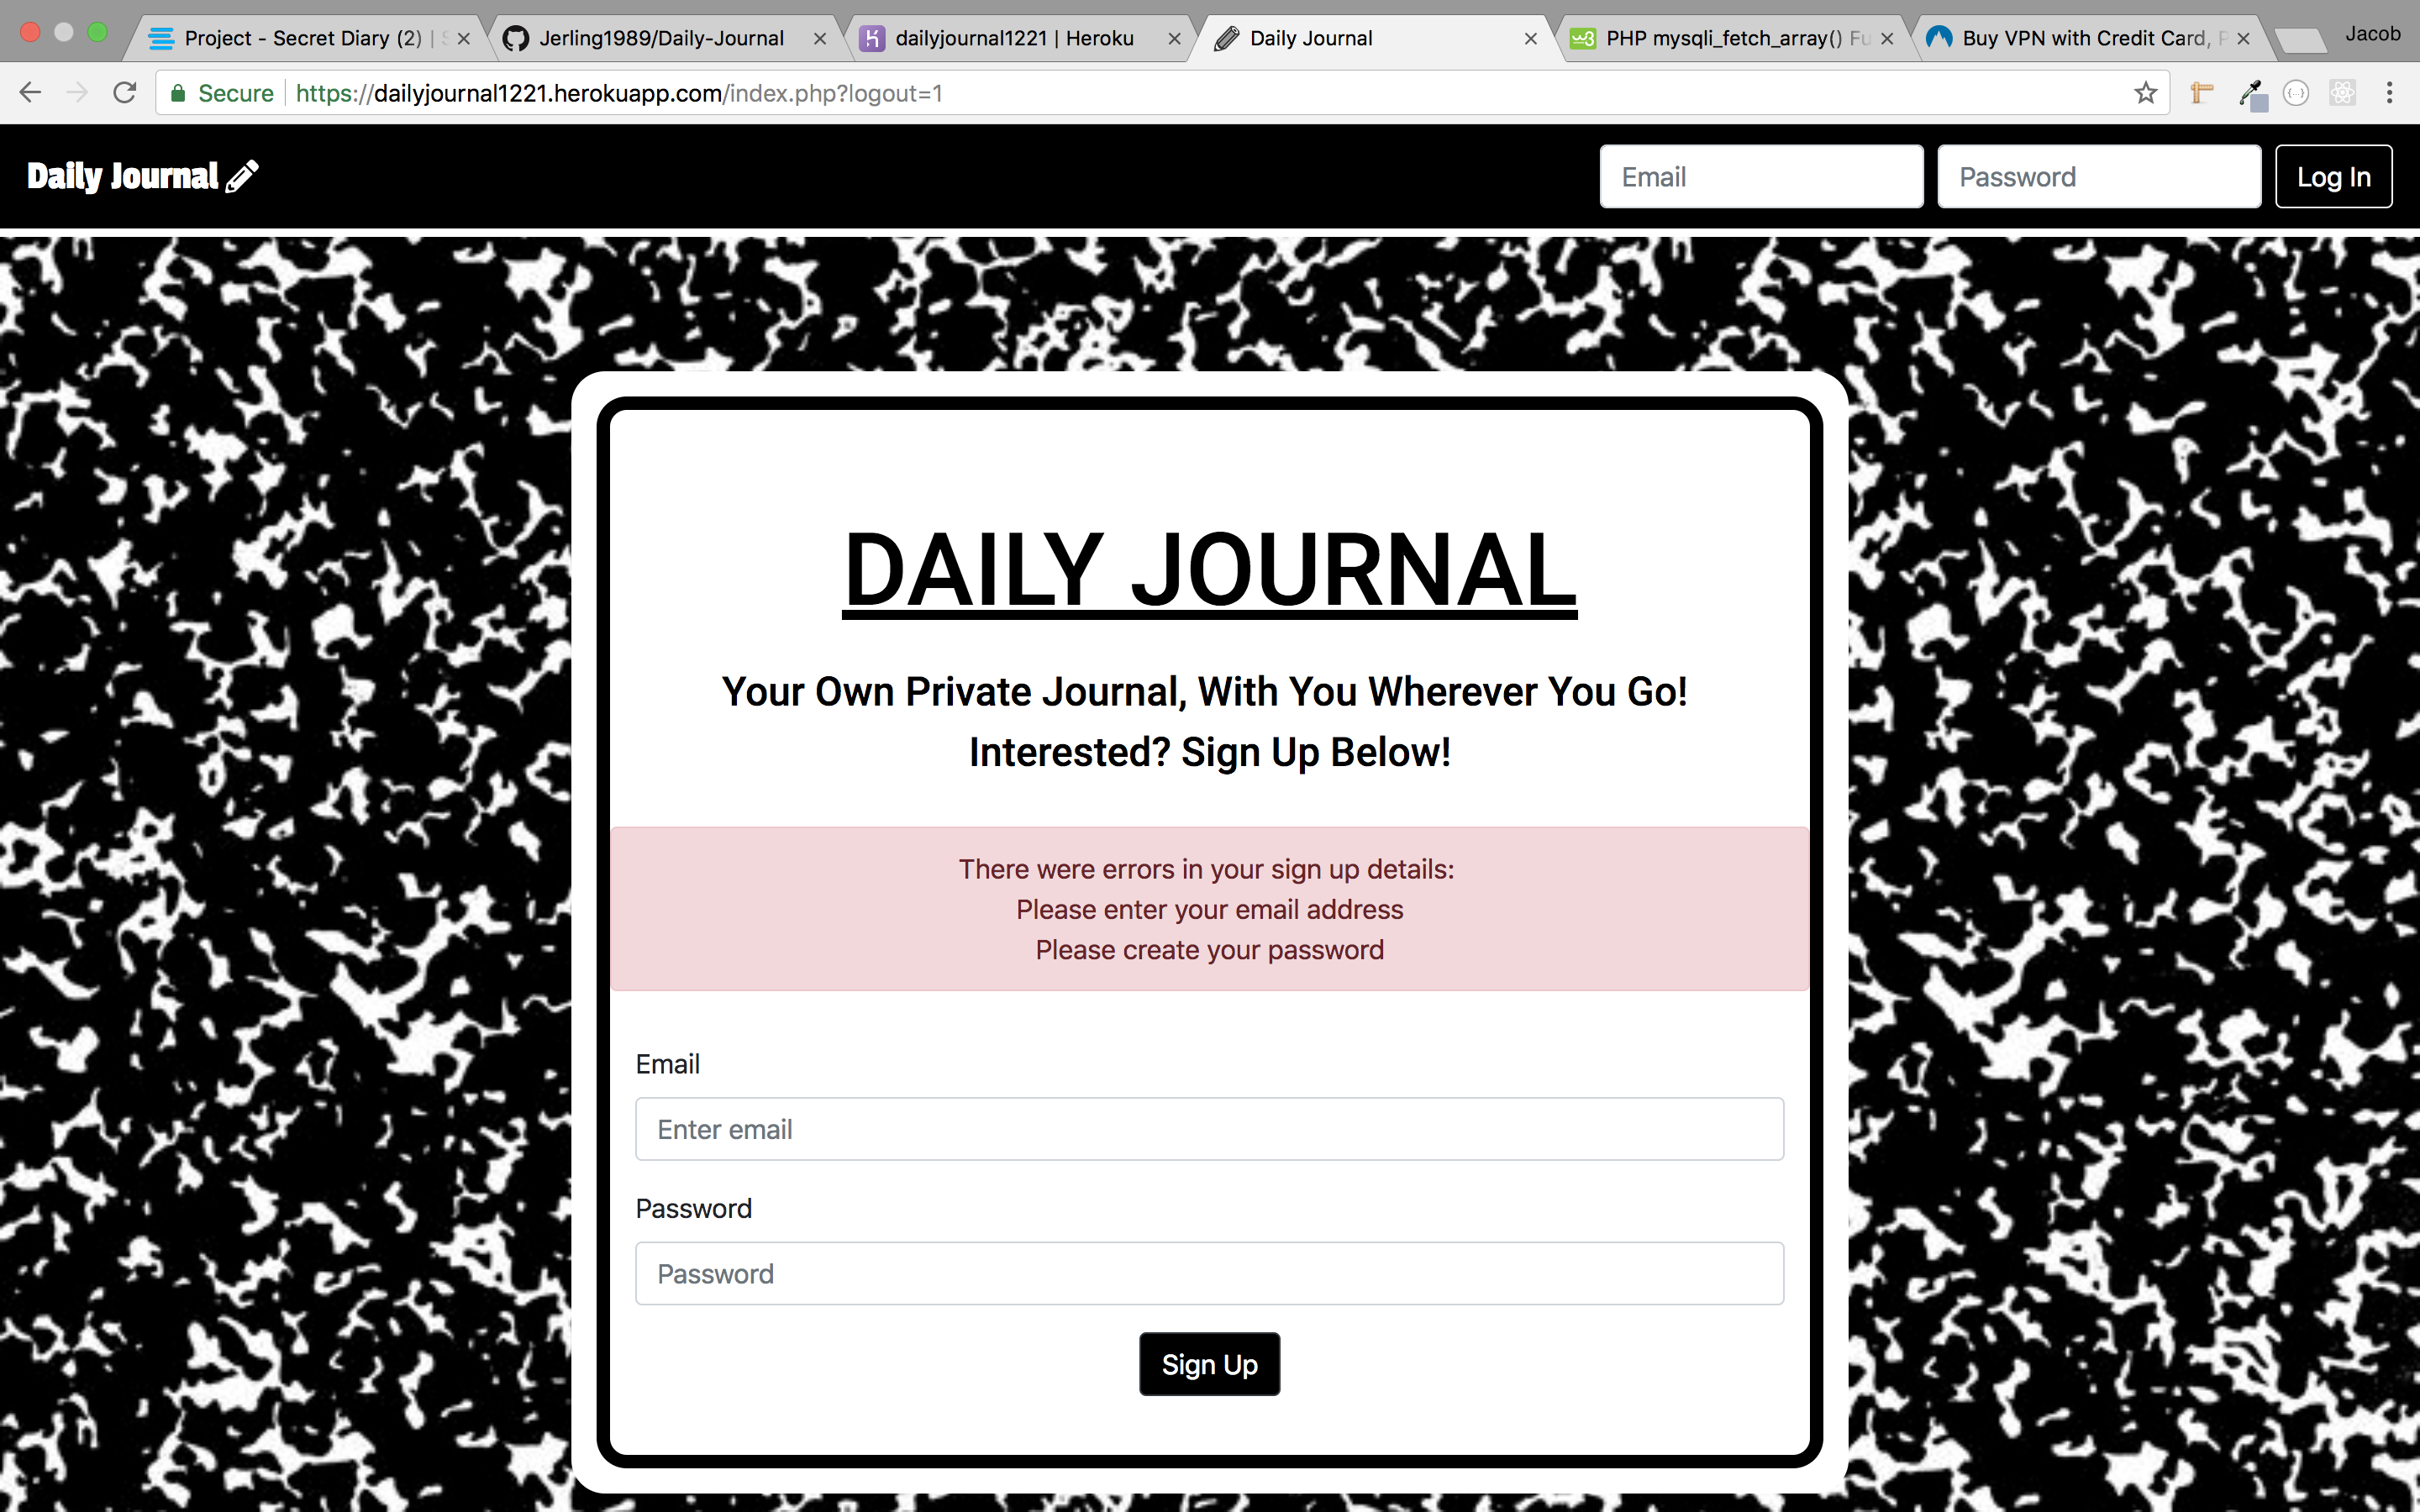 Project - Secret Diary (2) | S
Jerling1989/Daily-Journal
dailyjournal1221 | Heroku
Daily Journal
PHP mysqli_fetch_array() Fu
Buy VPN with Credit Card, P
Jacob
Secure
https://dailyjournal1221.herokuapp.com/index.php?logout=1
Daily Journal
Email
Password
Log In
DAILY JOURNAL
Your Own Private Journal, With You Wherever You Go!
Interested? Sign Up Below!
There were errors in your sign up details:
Please enter your email address
Please create your password
Email
Enter email
Password
Password
Sign Up